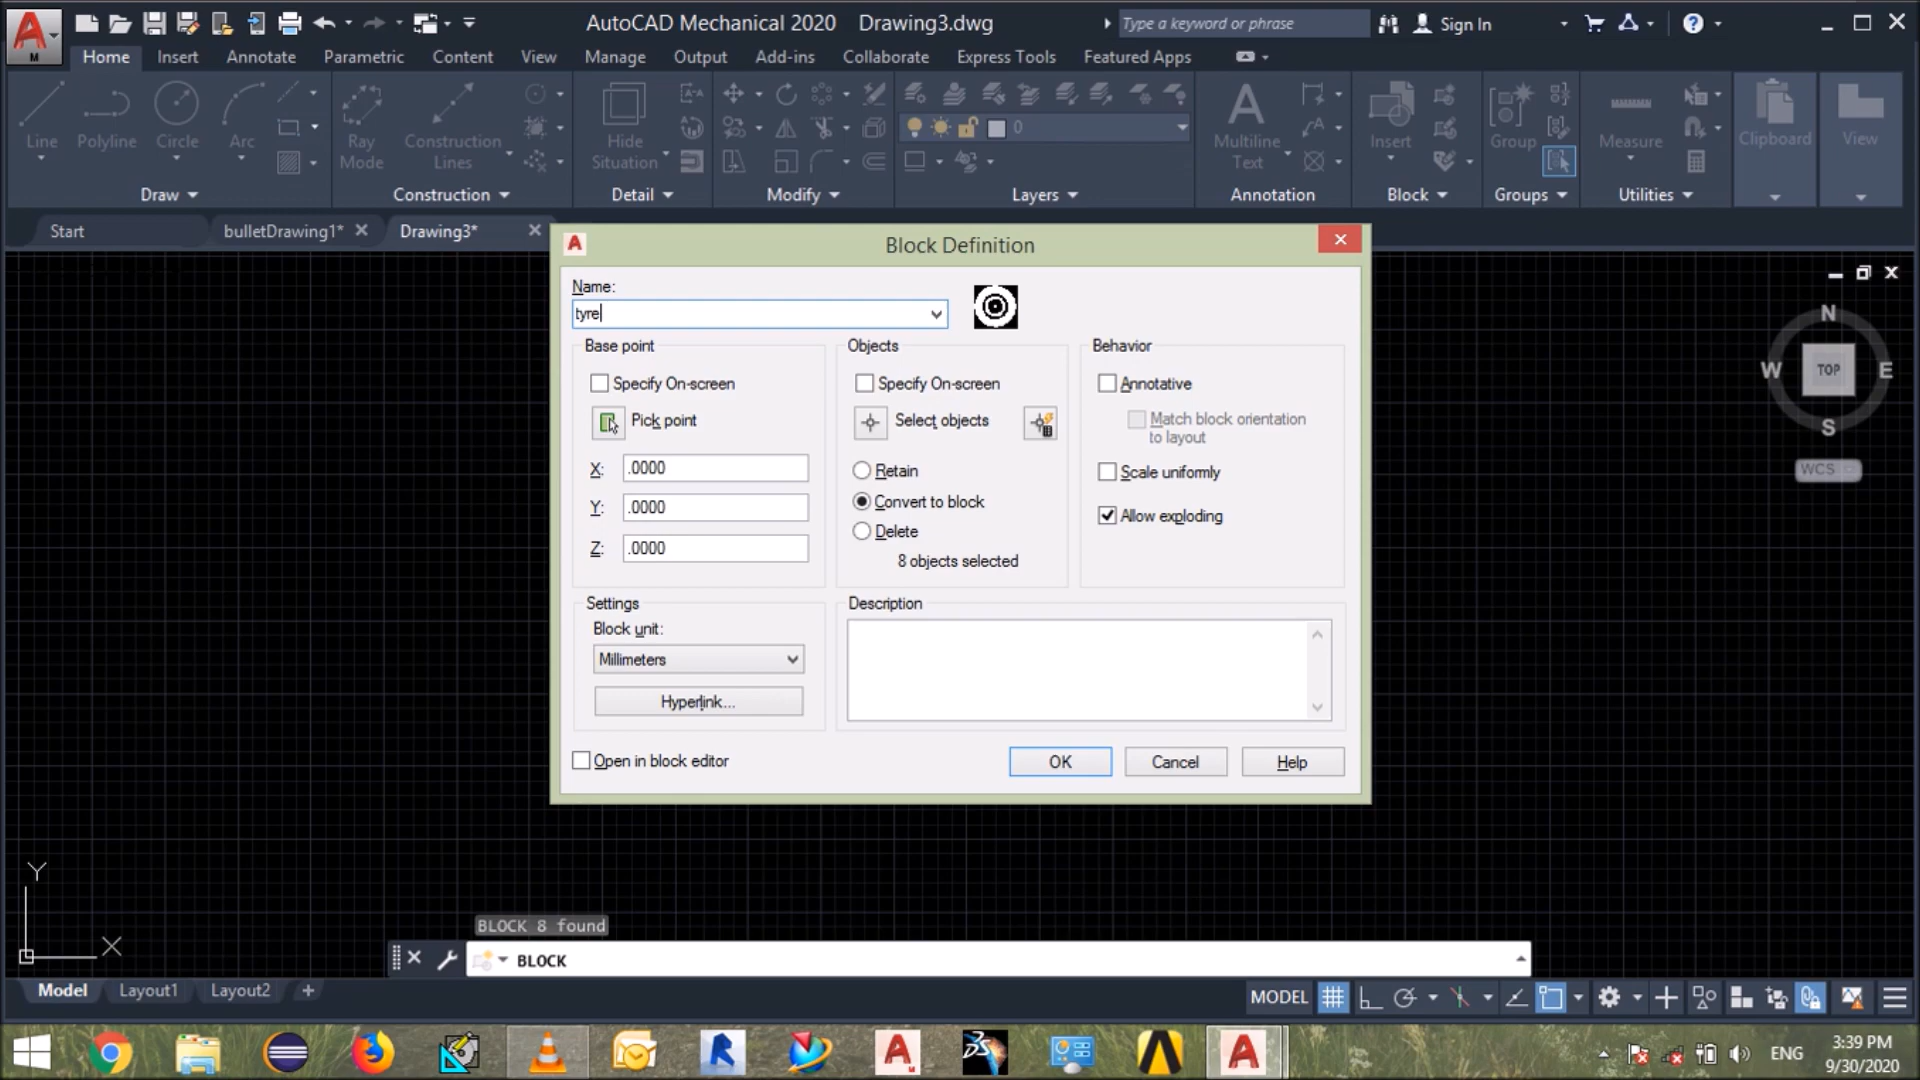 AutoCAD Mechanical 2020 Drawing3.dwg
Type a keyword or phrase
Sign In
Home Insert Annotate Parametric Content View Manage Output Add-ins Collaborate Express Tools Featured Apps
Line Polyline Circle Arc
Ray Mode
Construction Lines
Hide Situation
0
Multiline Text
Insert
Group
Measure
Clipboard
View
Draw Construction Detail Modify Layers Annotation Block Groups Utilities
Start bulletDrawing1* Drawing3*
Block Definition
Name:
tyre
Base point
Specify On-screen
Pick point
X: .0000
Y: .0000
Z: .0000
Objects
Specify On-screen
Select objects
Retain
Convert to block
Delete
8 objects selected
Behavior
Annotative
Match block orientation
to layout
Scale uniformly
Allow exploding
Settings
Block unit:
Millimeters
Hyperlink...
Description
Open in block editor
OK Cancel Help
N
W TOP E
S
WCS
Y
X
BLOCK 8 found
BLOCK
Model Layout1 Layout2 +
MODEL
ENG
3:39 PM
9/30/2020